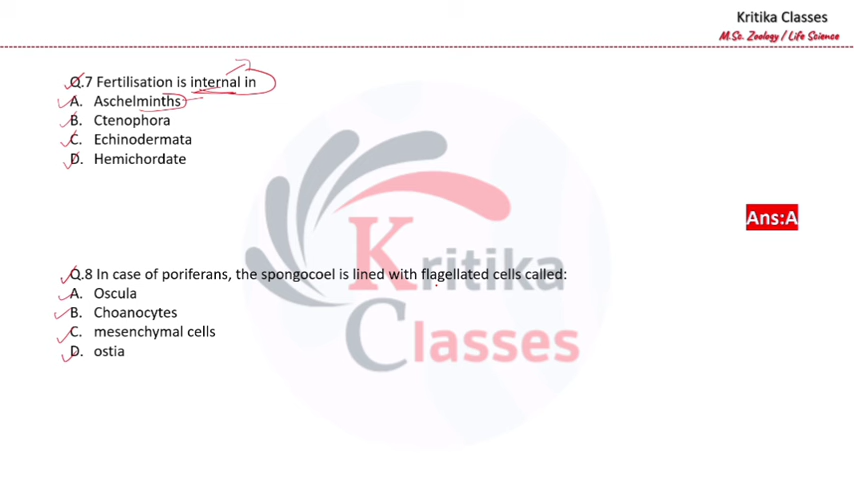 Kritika Classes
M.Sc. Zoology / Life Science
Q.7 Fertilisation is internal in
A. Aschelminths
B. Ctenophora
C. Echinodermata
D. Hemichordate
Ans:A
Q.8 In case of poriferans, the spongocoel is lined with flagellated cells called:
A. Oscula
B. Choanocytes
C. mesenchymal cells
D. ostia
Kritika
Classes